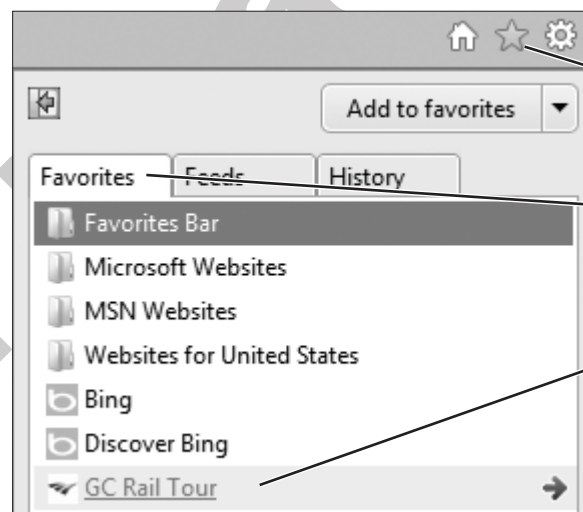 Add to favorites
Favorites Feeds History
Favorites Bar
Microsoft Websites
MSN Websites
Websites for United States
Bing
Discover Bing
GC Rail Tour